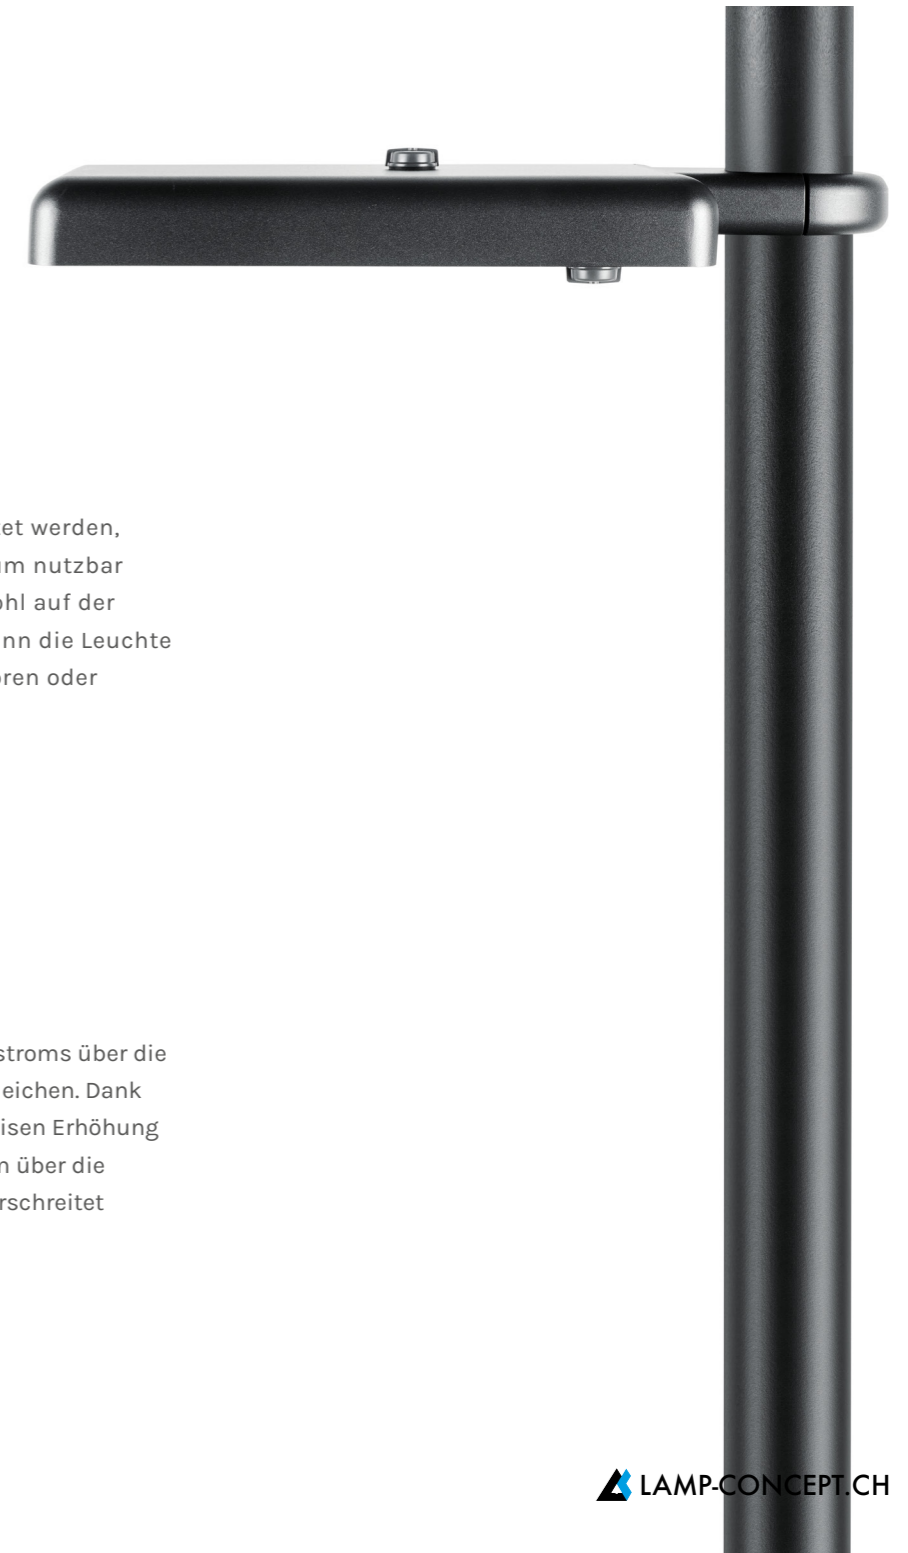 et werden,
um nutzbar
ohl auf der
nn die Leuchte
oren oder
stroms über die
eichen. Dank
isen Erhöhung
n über die
rschreitet
LAMP-CONCEPT.CH